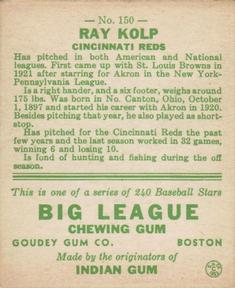 — No. 150 —
RAY KOLP
CINCINNATI REDS
Has pitched in both American and National
leagues. First came up with St. Louis Browns in
1921 after starring for Akron in the New York-
Pennsylvania League.
Is a right hander, and a six footer, weighs around
175 lbs. Was born in No. Canton, Ohio, October
1, 1897 and started his career with Akron in 1920.
Besides pitching that year, he also played as short-
stop.
Has pitched for the Cincinnati Reds the past
few years and the last season worked in 32 games,
winning 6 and losing 10.
Is fond of hunting and fishing during the off
season.
This is one of a series of 240 Baseball Stars
BIG LEAGUE
CHEWING GUM
GOUDEY GUM CO. BOSTON
Made by the originators of
INDIAN GUM